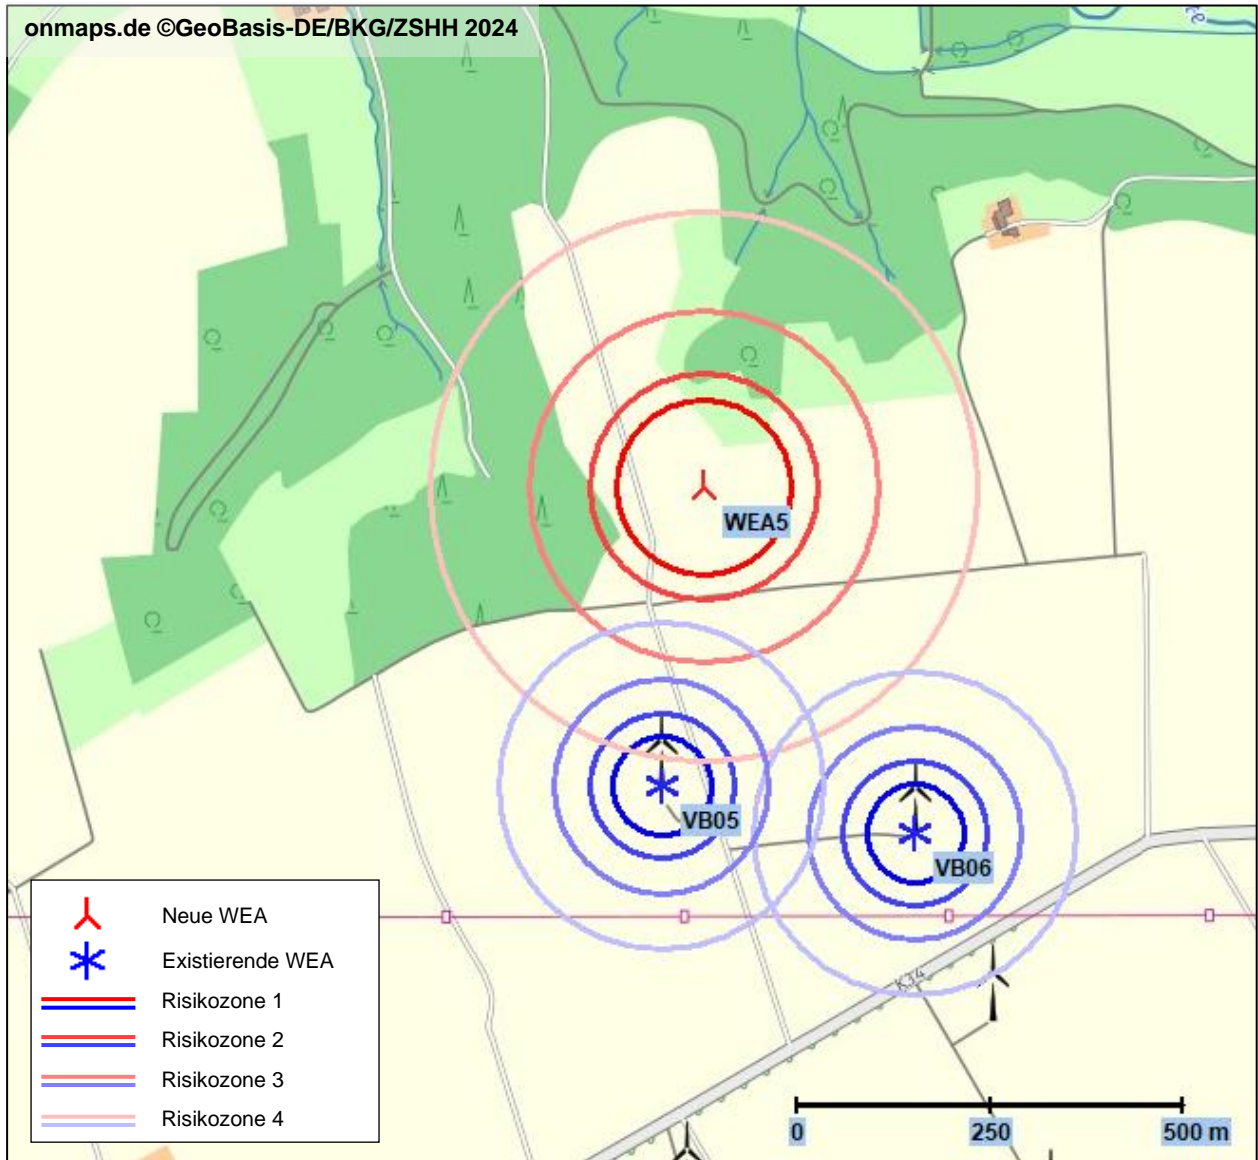 onmaps.de ©GeoBasis-DE/BKG/ZSHH 2024
WEA5
VB05
VB06
K34
Neue WEA
Existierende WEA
Risikozone 1
Risikozone 2
Risikozone 3
Risikozone 4
0 250 500 m